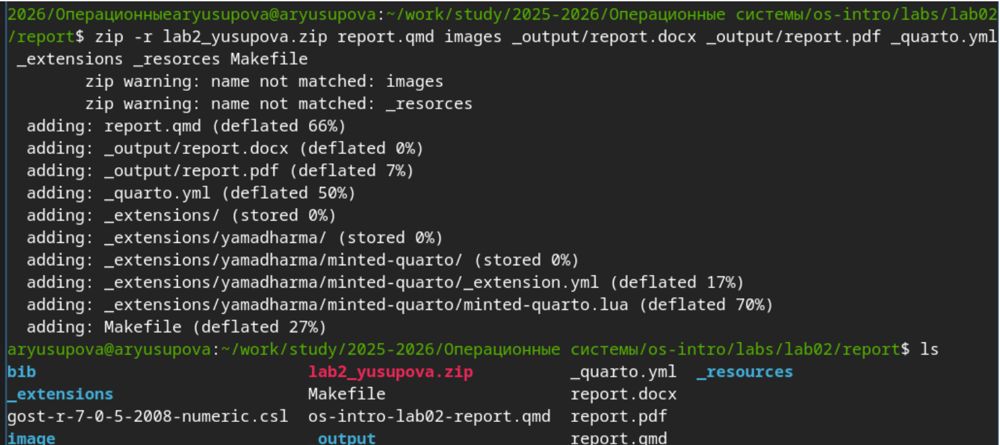 2026/Операционныеaryusupova@aryusupova:~/work/study/2025-2026/Операционные системы/os-intro/labs/lab02
/report$ zip -r lab2_yusupova.zip report.qmd images _output/report.docx _output/report.pdf _quarto.yml
 _extensions _resorces Makefile
        zip warning: name not matched: images
        zip warning: name not matched: _resorces
  adding: report.qmd (deflated 66%)
  adding: _output/report.docx (deflated 0%)
  adding: _output/report.pdf (deflated 7%)
  adding: _quarto.yml (deflated 50%)
  adding: _extensions/ (stored 0%)
  adding: _extensions/yamadharma/ (stored 0%)
  adding: _extensions/yamadharma/minted-quarto/ (stored 0%)
  adding: _extensions/yamadharma/minted-quarto/_extension.yml (deflated 17%)
  adding: _extensions/yamadharma/minted-quarto/minted-quarto.lua (deflated 70%)
  adding: Makefile (deflated 27%)
aryusupova@aryusupova:~/work/study/2025-2026/Операционные системы/os-intro/labs/lab02/report$ ls
bib                            lab2_yusupova.zip          _quarto.yml  _resources
_extensions                    Makefile                   report.docx
gost-r-7-0-5-2008-numeric.csl  os-intro-lab02-report.qmd  report.pdf
image                          _output                    report.qmd